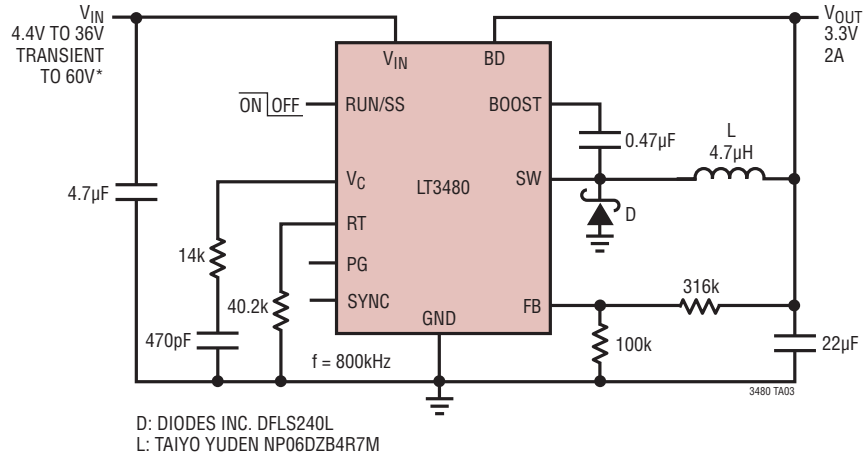 VIN
4.4V TO 36V
TRANSIENT
TO 60V*
VOUT
3.3V
2A
VIN
BD
ON OFF
RUN/SS
BOOST
0.47µF
L
4.7µH
4.7µF
VC
LT3480
SW
D
RT
14k
PG
40.2k
SYNC
FB
316k
GND
470pF
f = 800kHz
100k
22µF
3480 TA03
D: DIODES INC. DFLS240L
L: TAIYO YUDEN NP06DZB4R7M